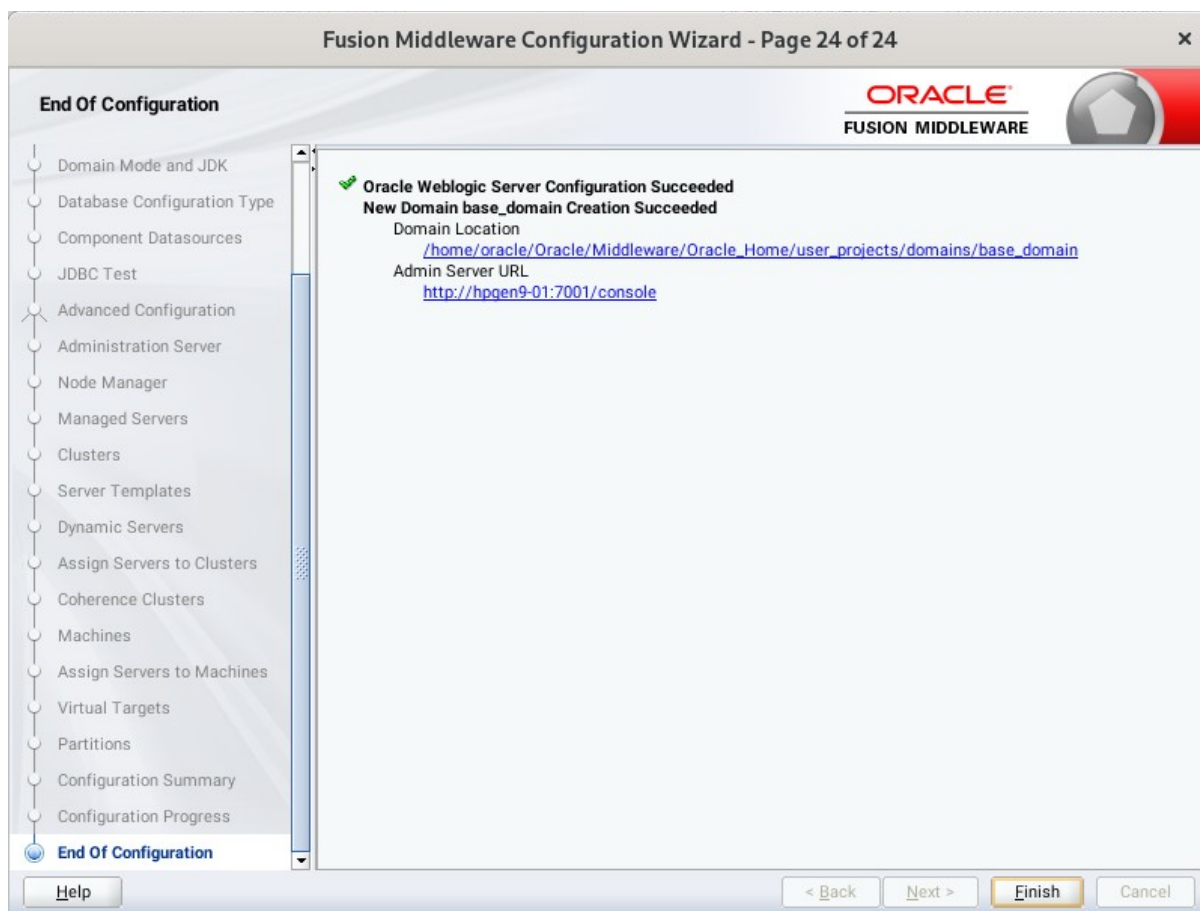 Fusion Middleware Configuration Wizard - Page 24 of 24
×
End Of Configuration
ORACLE
FUSION MIDDLEWARE
Domain Mode and JDK
Database Configuration Type
Component Datasources
JDBC Test
Advanced Configuration
Administration Server
Node Manager
Managed Servers
Clusters
Server Templates
Dynamic Servers
Assign Servers to Clusters
Coherence Clusters
Machines
Assign Servers to Machines
Virtual Targets
Partitions
Configuration Summary
Configuration Progress
End Of Configuration
Oracle Weblogic Server Configuration Succeeded
New Domain base_domain Creation Succeeded
Domain Location
/home/oracle/Oracle/Middleware/Oracle_Home/user_projects/domains/base_domain
Admin Server URL
http://hpgen9-01:7001/console
Help
< Back
Next >
Finish
Cancel